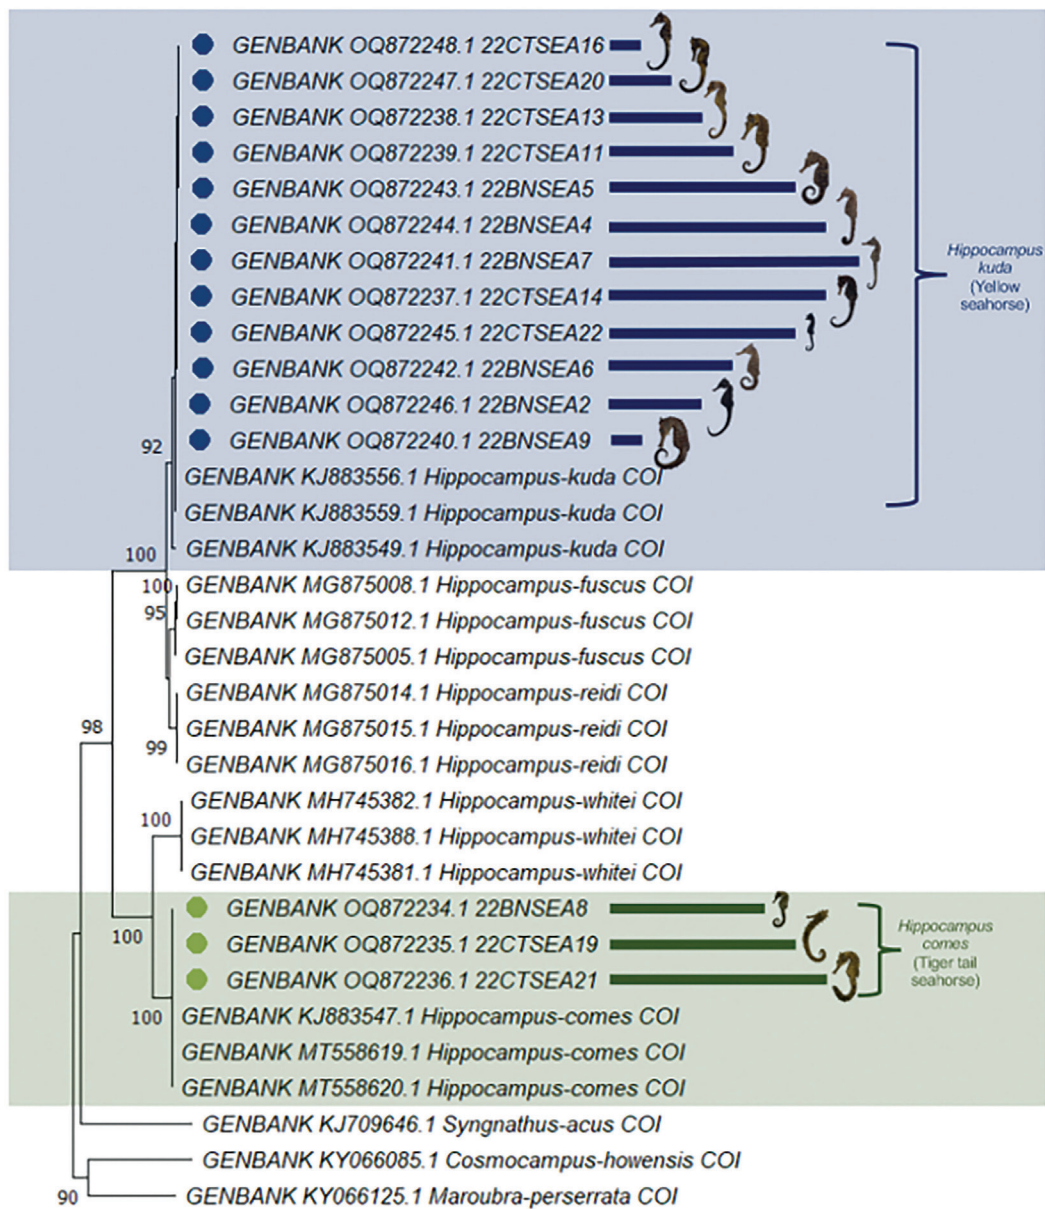 GENBANK OQ872248.1 22CTSEA16
GENBANK OQ872247.1 22CTSEA20
GENBANK OQ872238.1 22CTSEA13
GENBANK OQ872239.1 22CTSEA11
GENBANK OQ872243.1 22BNSEA5
GENBANK OQ872244.1 22BNSEA4
GENBANK OQ872241.1 22BNSEA7
GENBANK OQ872237.1 22CTSEA14
GENBANK OQ872245.1 22CTSEA22
GENBANK OQ872242.1 22BNSEA6
GENBANK OQ872246.1 22BNSEA2
GENBANK OQ872240.1 22BNSEA9
Hippocampus
kuda
(Yellow
seahorse)
92
GENBANK KJ883556.1 Hippocampus-kuda COI
GENBANK KJ883559.1 Hippocampus-kuda COI
GENBANK KJ883549.1 Hippocampus-kuda COI
100
100
GENBANK MG875008.1 Hippocampus-fuscus COI
95
GENBANK MG875012.1 Hippocampus-fuscus COI
GENBANK MG875005.1 Hippocampus-fuscus COI
GENBANK MG875014.1 Hippocampus-reidi COI
98
GENBANK MG875015.1 Hippocampus-reidi COI
99
GENBANK MG875016.1 Hippocampus-reidi COI
GENBANK MH745382.1 Hippocampus-whitei COI
100
GENBANK MH745388.1 Hippocampus-whitei COI
GENBANK MH745381.1 Hippocampus-whitei COI
GENBANK OQ872234.1 22BNSEA8
100
GENBANK OQ872235.1 22CTSEA19
GENBANK OQ872236.1 22CTSEA21
Hippocampus
comes
(Tiger tail
seahorse)
100
GENBANK KJ883547.1 Hippocampus-comes COI
GENBANK MT558619.1 Hippocampus-comes COI
GENBANK MT558620.1 Hippocampus-comes COI
GENBANK KJ709646.1 Syngnathus-acus COI
GENBANK KY066085.1 Cosmocampus-howensis COI
90
GENBANK KY066125.1 Maroubra-perserrata COI